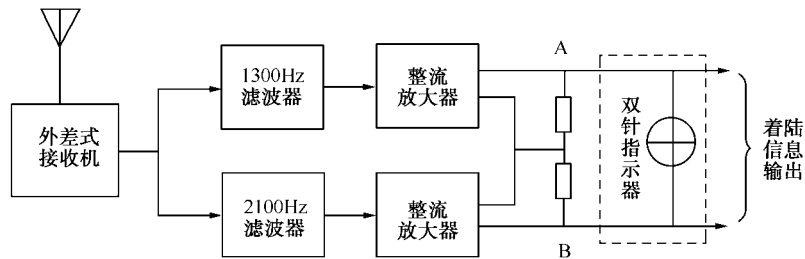 外差式
接收机
1300Hz
滤波器
整流
放大器
2100Hz
滤波器
整流
放大器
A
B
双针指示器
着陆
信息
输出